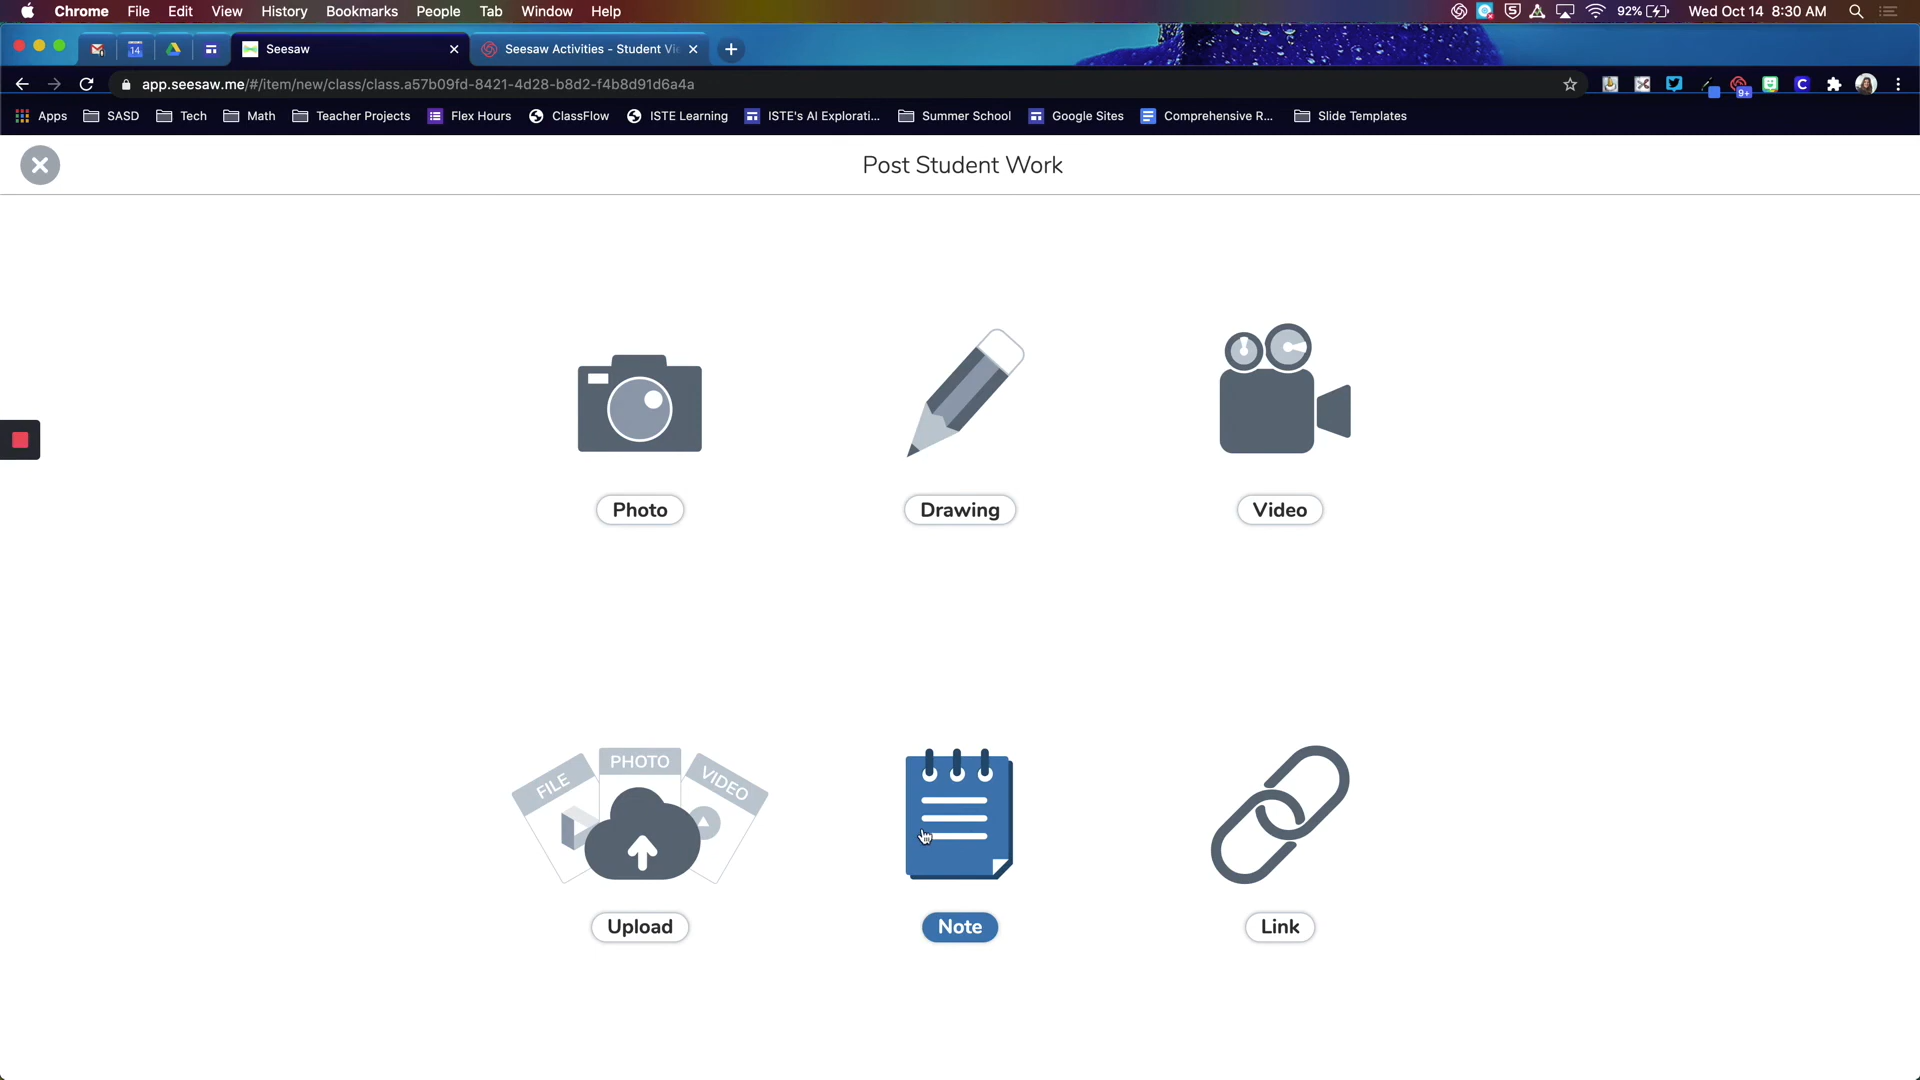 Chrome File Edit View History Bookmarks People Tab Window Help 92% Wed Oct 14 8:30 AM
14 Seesaw Seesaw Activities - Student Vi
app.seesaw.me/#/item/new/class/class.a57b09fd-8421-4d28-b8d2-f4b8d91d6a4a 9+
Apps SASD Tech Math Teacher Projects Flex Hours ClassFlow ISTE Learning ISTE's AI Explorati... Summer School Google Sites Comprehensive R... Slide Templates
Post Student Work
Photo Drawing Video
FILE PHOTO VIDEO
Upload Note Link